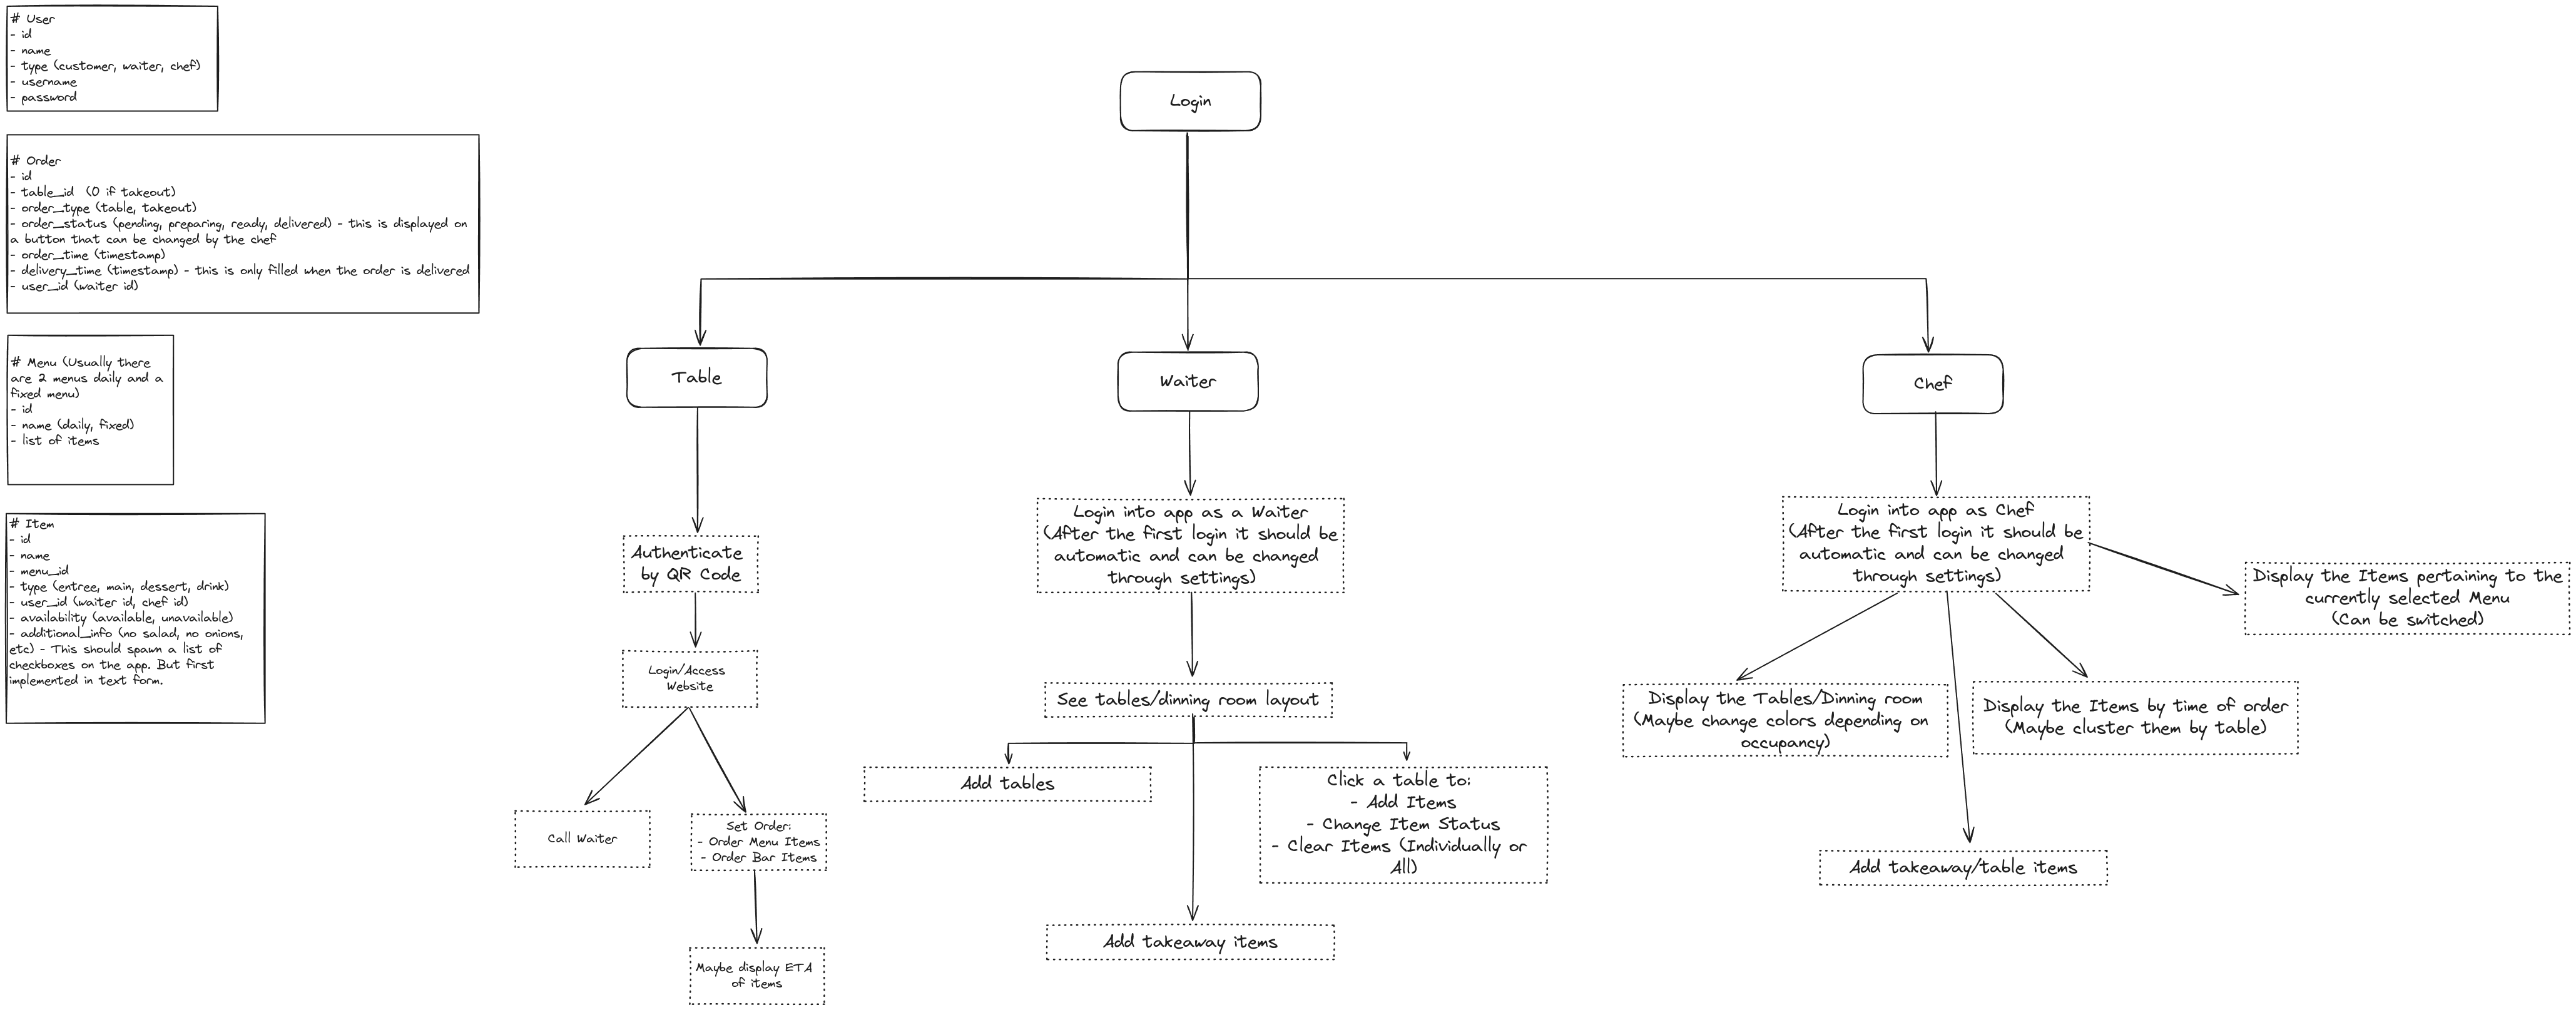 # User
- id
- name
- type (customer, waiter, chef)
- username
- password
# Order
- id
- table_id (0 if takeout)
- order_type (table, takeout)
- order_status (pending, preparing, ready, delivered) - this is displayed on
a button that can be changed by the chef
- order_time (timestamp)
- delivery_time (timestamp) - this is only filled when the order is delivered
- user_id (waiter id)
# Menu (Usually there
are 2 menus daily and a
fixed menu)
- id
- name (daily, fixed)
- list of items
# Item
- id
- name
- menu_id
- type (entree, main, dessert, drink)
- user_id (waiter id, chef id)
- availability (available, unavailable)
- additional_info (no salad, no onions,
etc) - This should spawn a list of
checkboxes on the app. But first
implemented in text form.
Login
Table
Authenticate
by QR Code
Login/Access
Website
Call Waiter
Set Order:
- Order Menu Items
- Order Bar Items
Maybe display ETA
of items
Waiter
Login into app as a Waiter
(After the first login it should be
automatic and can be changed
through settings)
See tables/dinning room layout
Add tables
Click a table to:
- Add Items
- Change Item Status
- Clear Items (Individually or
All)
Add takeaway items
Chef
Login into app as Chef
(After the first login it should be
automatic and can be changed
through settings)
Display the Items pertaining to the
currently selected Menu
(Can be switched)
Display the Tables/Dinning room
(Maybe change colors depending on
occupancy)
Display the Items by time of order
(Maybe cluster them by table)
Add takeaway/table items